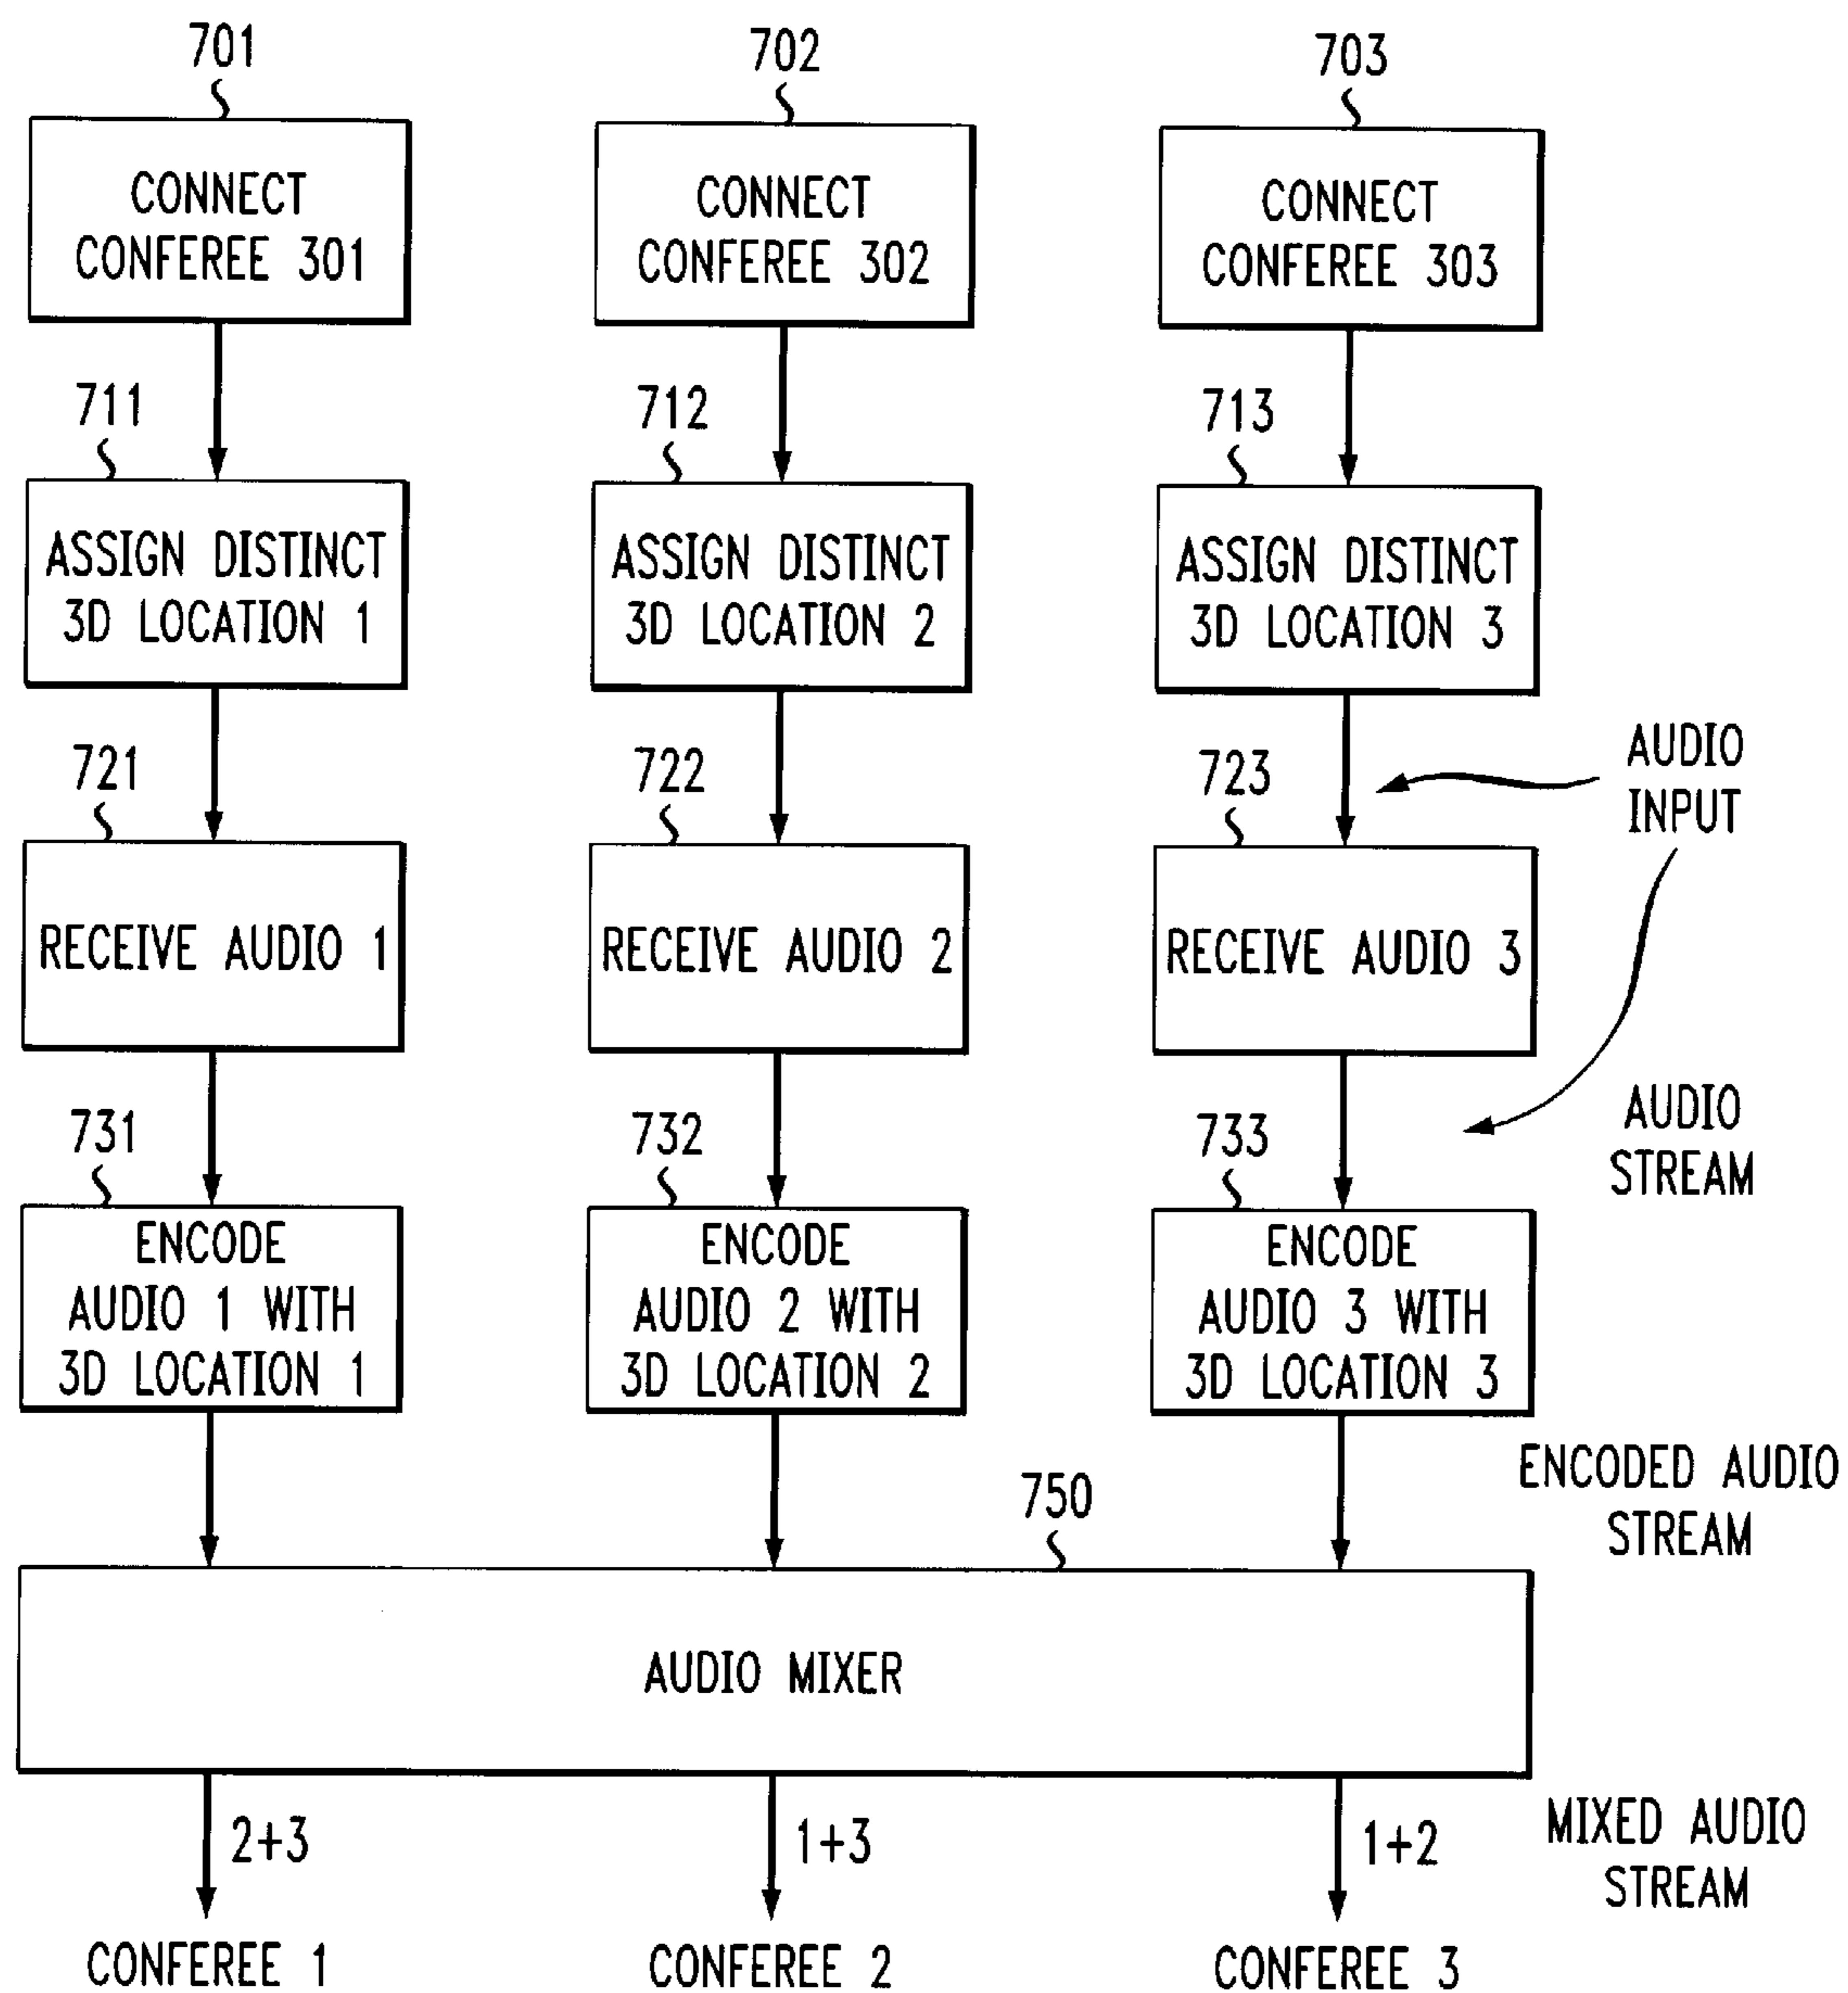 701
702
703
CONNECT
CONFEREE 301
CONNECT
CONFEREE 302
CONNECT
CONFEREE 303
711
712
713
ASSIGN DISTINCT
3D LOCATION 1
ASSIGN DISTINCT
3D LOCATION 2
ASSIGN DISTINCT
3D LOCATION 3
AUDIO
INPUT
721
722
723
RECEIVE AUDIO 1
RECEIVE AUDIO 2
RECEIVE AUDIO 3
AUDIO
STREAM
731
732
733
ENCODE
AUDIO 1 WITH
3D LOCATION 1
ENCODE
AUDIO 2 WITH
3D LOCATION 2
ENCODE
AUDIO 3 WITH
3D LOCATION 3
ENCODED AUDIO
STREAM
750
AUDIO MIXER
2+3
1+3
1+2
MIXED AUDIO
STREAM
CONFEREE 1
CONFEREE 2
CONFEREE 3